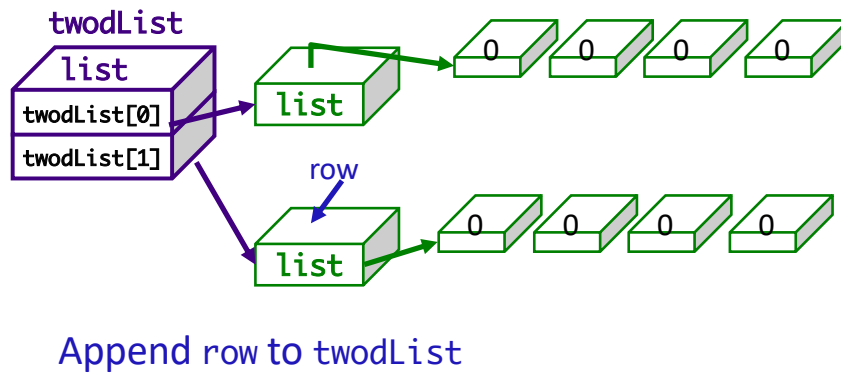 twodList
list
twodList[0]
twodList[1]
list
0 0 0 0
row
list
0 0 0 0
Append row to twodList